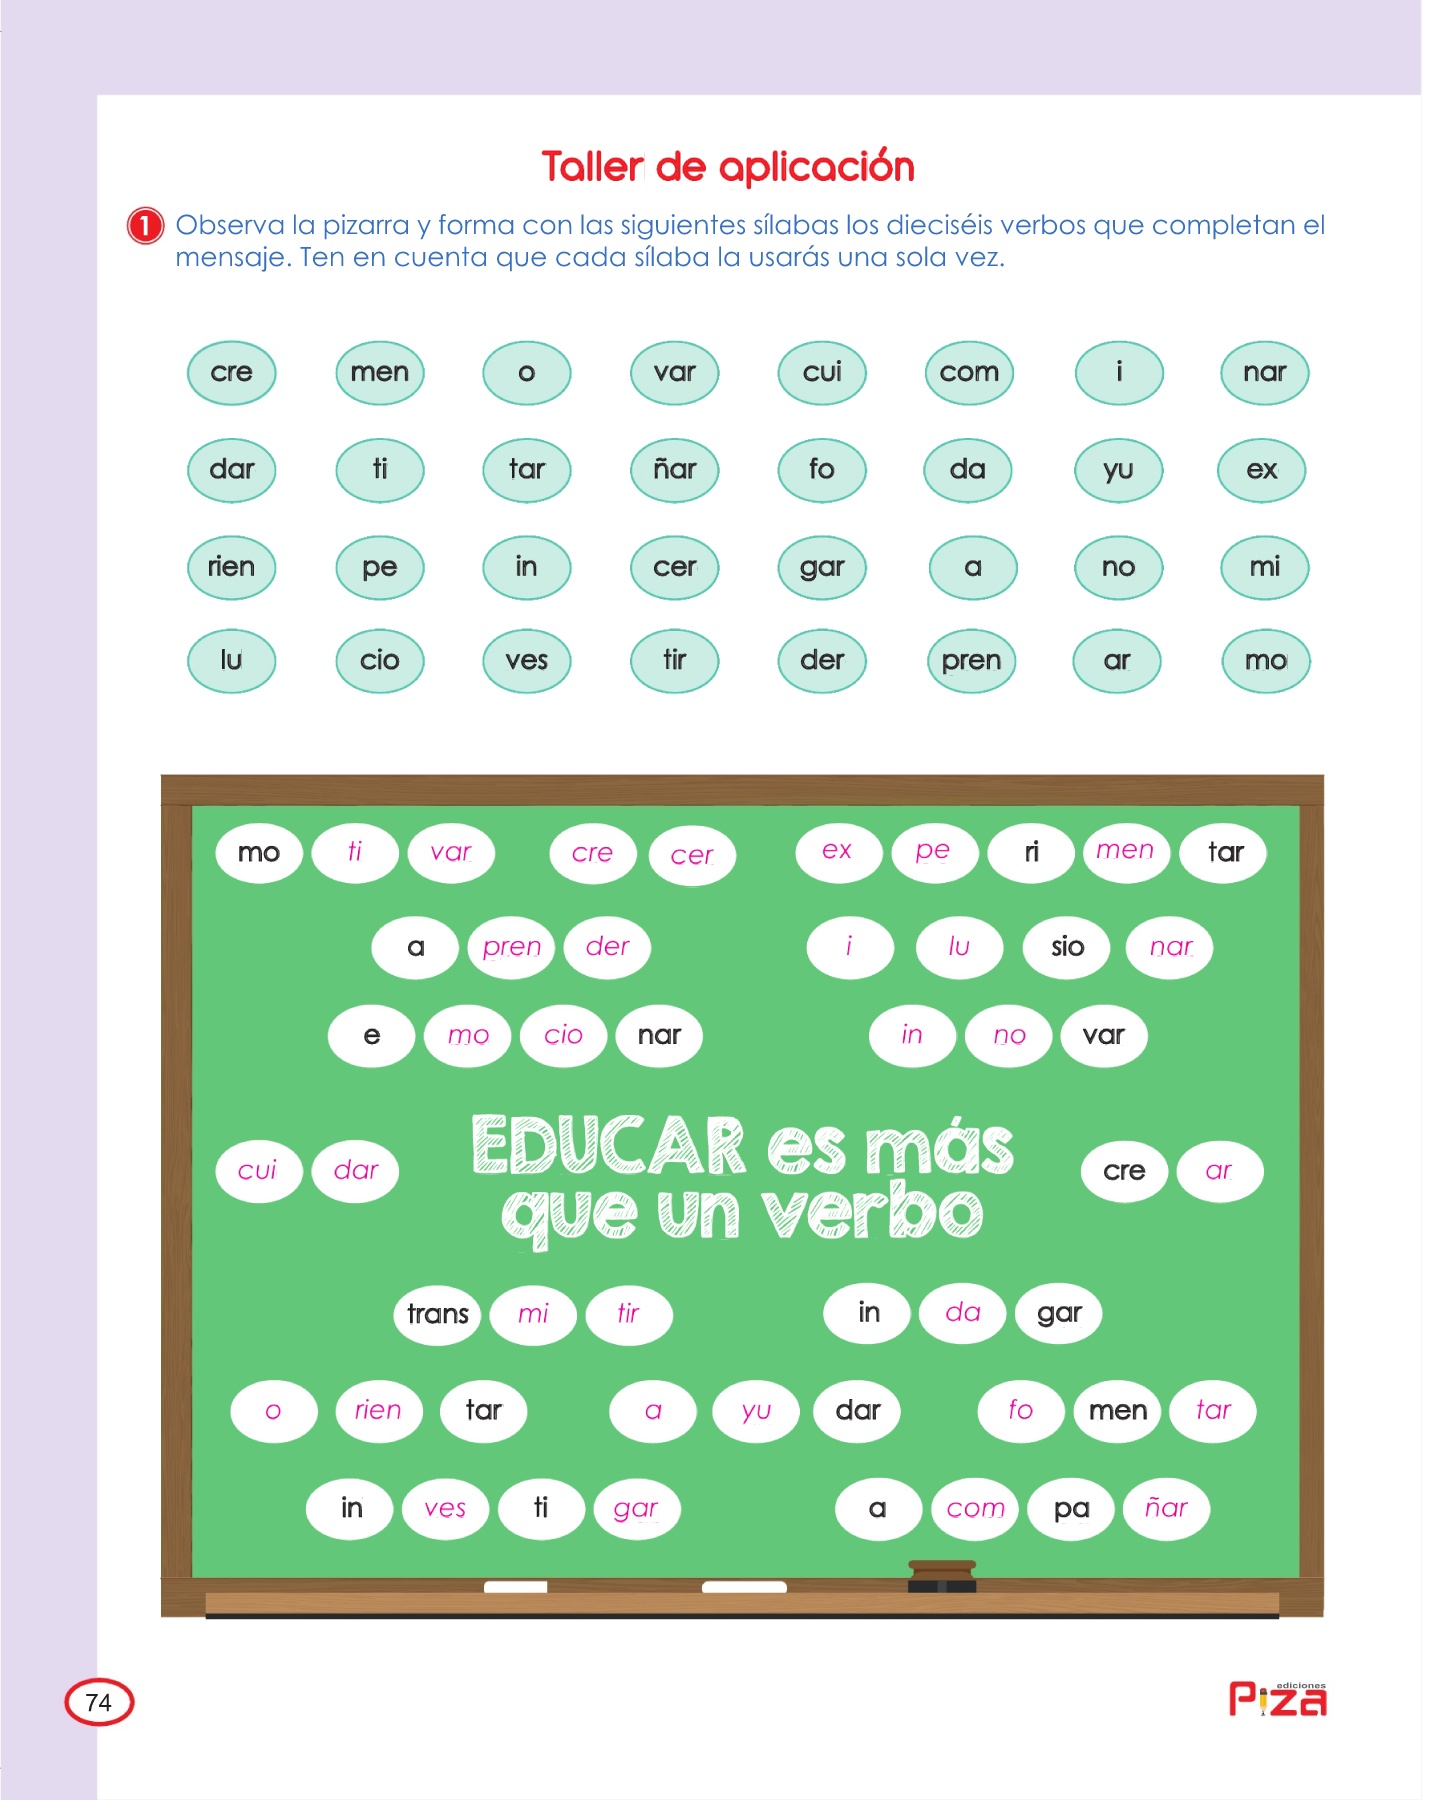 Taller de aplicación
1 Observa la pizarra y forma con las siguientes sílabas los dieciséis verbos que completan el
mensaje. Ten en cuenta que cada sílaba la usarás una sola vez.
cre men o var cui com i nar
dar ti tar ñar fo da yu ex
rien pe in cer gar a no mi
lu cio ves tir der pren ar mo
mo ti var cre cer ex pe ri men tar
a pren der i lu sio nar
e mo cio nar in no var
EDUCAR es más
que un verbo
cui dar cre ar
trans mi tir in da gar
o rien tar a yu dar fo men tar
in ves ti gar a com pa ñar
74
ediciones
Piza